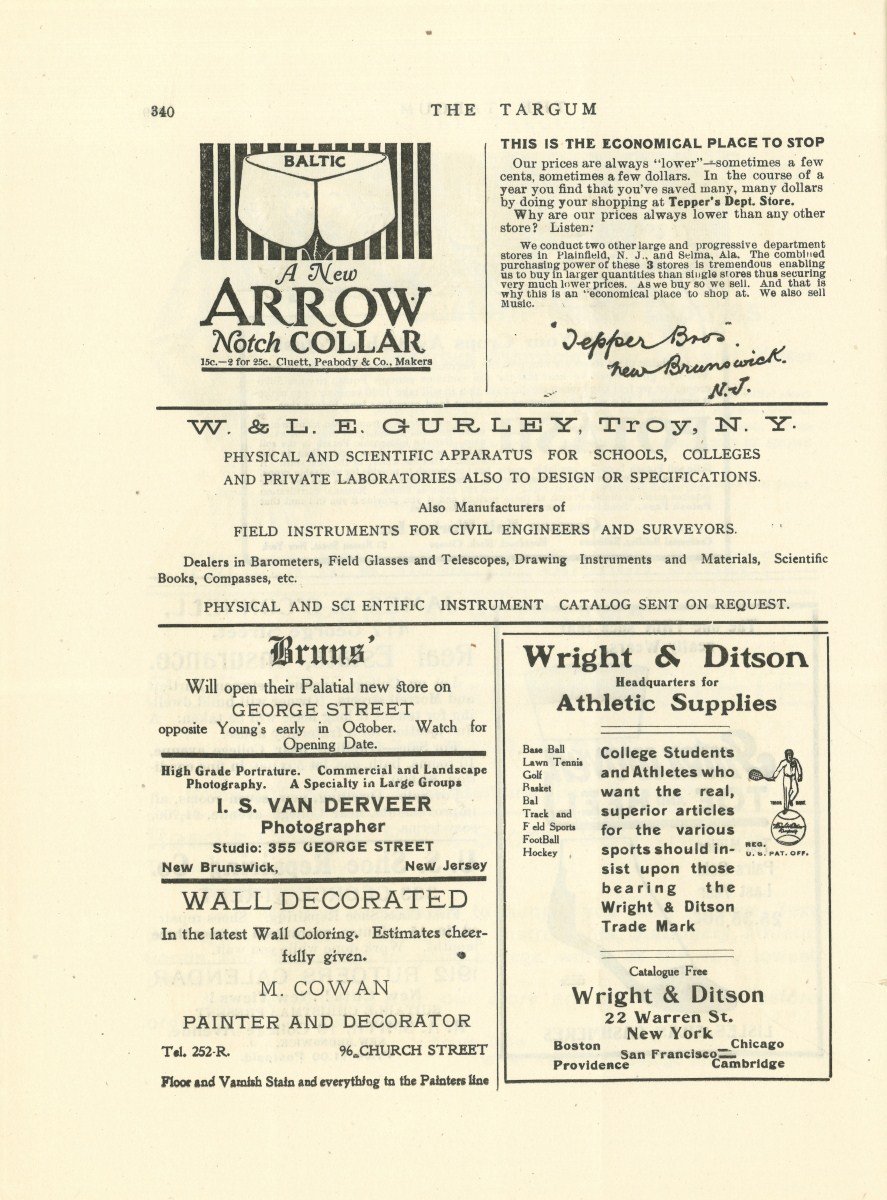 340
THE TARGUM
BALTIC
A New
ARROW
Notch COLLAR
15c.—2 for 25c. Cluett, Peabody & Co., Makers
THIS IS THE ECONOMICAL PLACE TO STOP
Our prices are always "lower"—sometimes a few
cents, sometimes a few dollars. In the course of a
year you find that you've saved many, many dollars
by doing your shopping at Tepper's Dept. Store.
Why are our prices always lower than any other
store? Listen:
We conduct two other large and progressive department
stores in Plainfield, N. J., and Selma, Ala. The combined
purchasing power of these 3 stores is tremendous enabling
us to buy in larger quantities than single stores thus securing
very much lower prices. As we buy so we sell. And that is
why this is an "economical place to shop at. We also sell
Music.
"Tepper Bros".
New Brunswick.
N.J.
W. & L. E. GURLEY, Troy, N. Y.
PHYSICAL AND SCIENTIFIC APPARATUS FOR SCHOOLS, COLLEGES
AND PRIVATE LABORATORIES ALSO TO DESIGN OR SPECIFICATIONS.
Also Manufacturers of
FIELD INSTRUMENTS FOR CIVIL ENGINEERS AND SURVEYORS.
Dealers in Barometers, Field Glasses and Telescopes, Drawing Instruments and Materials, Scientific
Books, Compasses, etc.
PHYSICAL AND SCI ENTIFIC INSTRUMENT CATALOG SENT ON REQUEST.
Bruns'
Will open their Palatial new store on
GEORGE STREET
opposite Young's early in October. Watch for
Opening Date.
High Grade Portrature. Commercial and Landscape
Photography. A Specialty in Large Groups
I. S. VAN DERVEER
Photographer
Studio: 355 GEORGE STREET
New Brunswick, New Jersey
WALL DECORATED
In the latest Wall Coloring. Estimates cheer-
fully given.
M. COWAN
PAINTER AND DECORATOR
Tel. 252-R. 96 CHURCH STREET
Floor and Varnish Stain and everything in the Painters line
Wright & Ditson
Headquarters for
Athletic Supplies
Base Ball
Lawn Tennis
Golf
Basket
Bal
Track and
F eld Sports
FootBall
Hockey
College Students
and Athletes who
want the real,
superior articles
for the various
sports should in-
sist upon those
bearing the
Wright & Ditson
Trade Mark
TRADE MARK
REG.
U. S. PAT. OFF.
Catalogue Free
Wright & Ditson
22 Warren St.
New York
Boston Chicago
San Francisco
Providence Cambridge